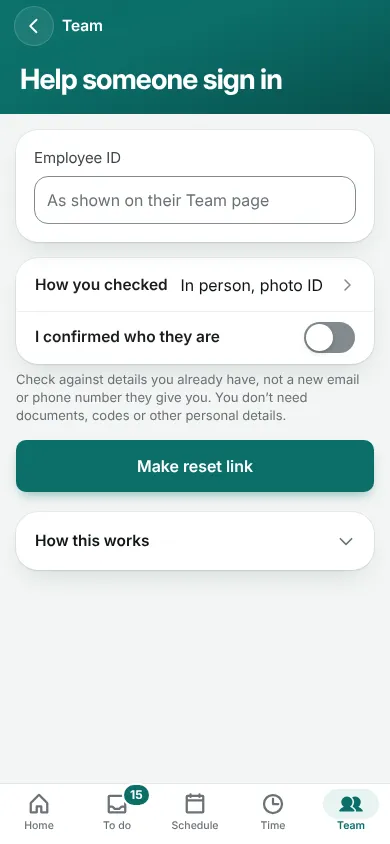 Team
Help someone sign in
Employee ID
As shown on their Team page
How you checked In person, photo ID
I confirmed who they are
Check against details you already have, not a new email
or phone number they give you. You don’t need
documents, codes or other personal details.
Make reset link
How this works
15
Home To do Schedule Time Team